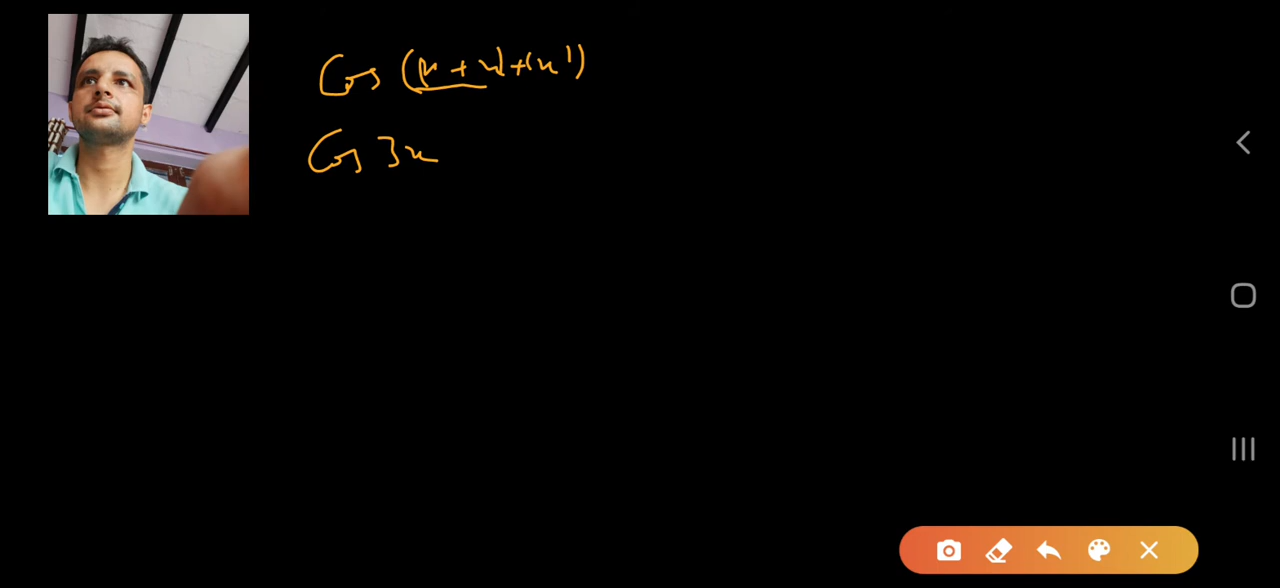 Cos (x + x) + (x')
Cos 3x